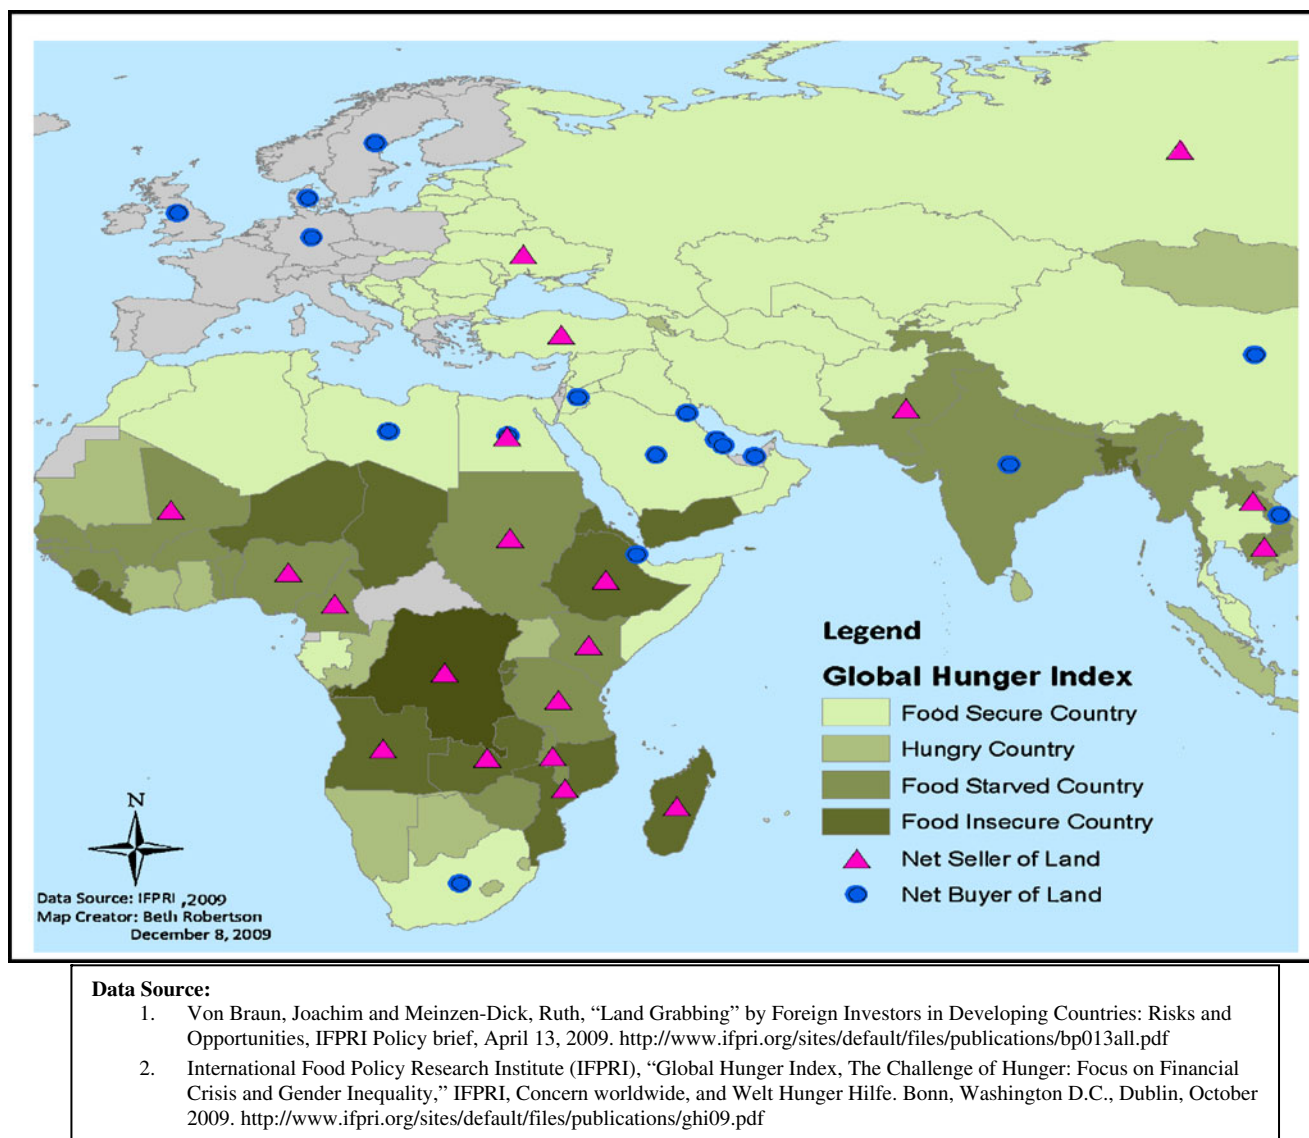 Legend
Global Hunger Index
Food Secure Country
Hungry Country
Food Starved Country
Food Insecure Country
Net Seller of Land
Net Buyer of Land
N
Data Source: IFPRI ,2009
Map Creator: Beth Robertson
December 8, 2009
Data Source:
1. Von Braun, Joachim and Meinzen-Dick, Ruth, “Land Grabbing” by Foreign Investors in Developing Countries: Risks and
Opportunities, IFPRI Policy brief, April 13, 2009. http://www.ifpri.org/sites/default/files/publications/bp013all.pdf
2. International Food Policy Research Institute (IFPRI), “Global Hunger Index, The Challenge of Hunger: Focus on Financial
Crisis and Gender Inequality,” IFPRI, Concern worldwide, and Welt Hunger Hilfe. Bonn, Washington D.C., Dublin, October
2009. http://www.ifpri.org/sites/default/files/publications/ghi09.pdf